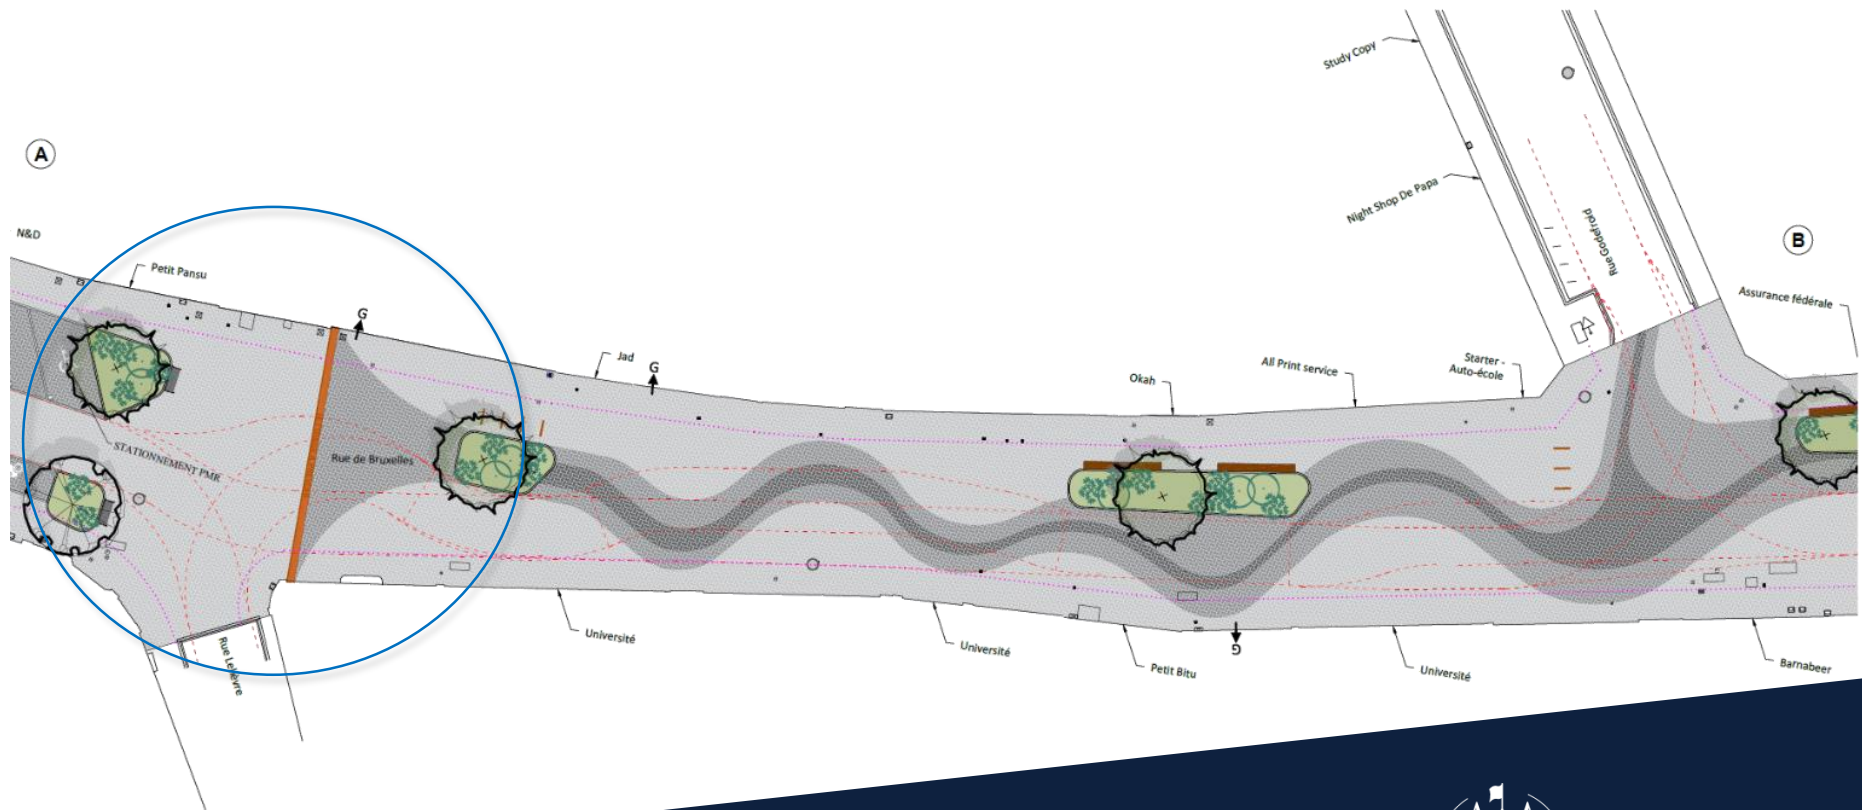 Study Copy
A
Night Shop De Papa
Rue Godefroid
B
N&D
Petit Pansu
Assurance fédérale
G
Jad
G
All Print service
Starter -
Auto-école
Okah
STATIONNEMENT PMR
Rue de Bruxelles
Rue Lelièvre
Université
Université
G
Petit Bitu
Université
Barnabeer